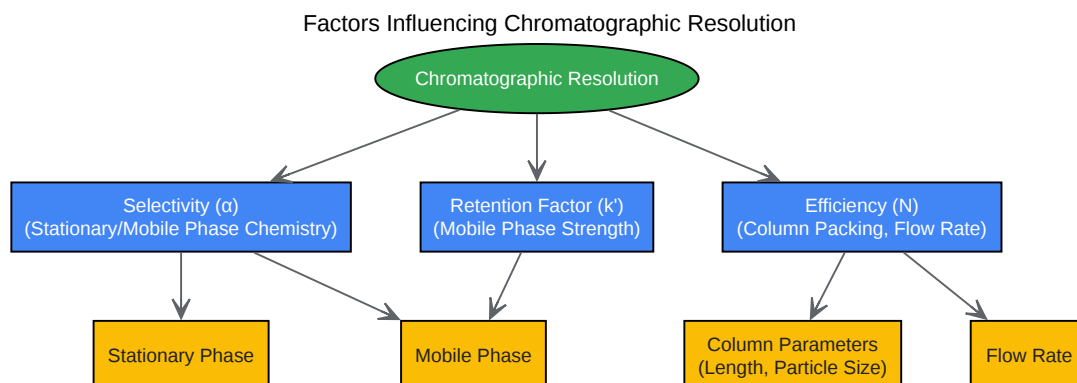 Factors Influencing Chromatographic Resolution
Chromatographic Resolution
Selectivity (α)
(Stationary/Mobile Phase Chemistry)
Retention Factor (k')
(Mobile Phase Strength)
Efficiency (N)
(Column Packing, Flow Rate)
Stationary Phase
Mobile Phase
Column Parameters
(Length, Particle Size)
Flow Rate